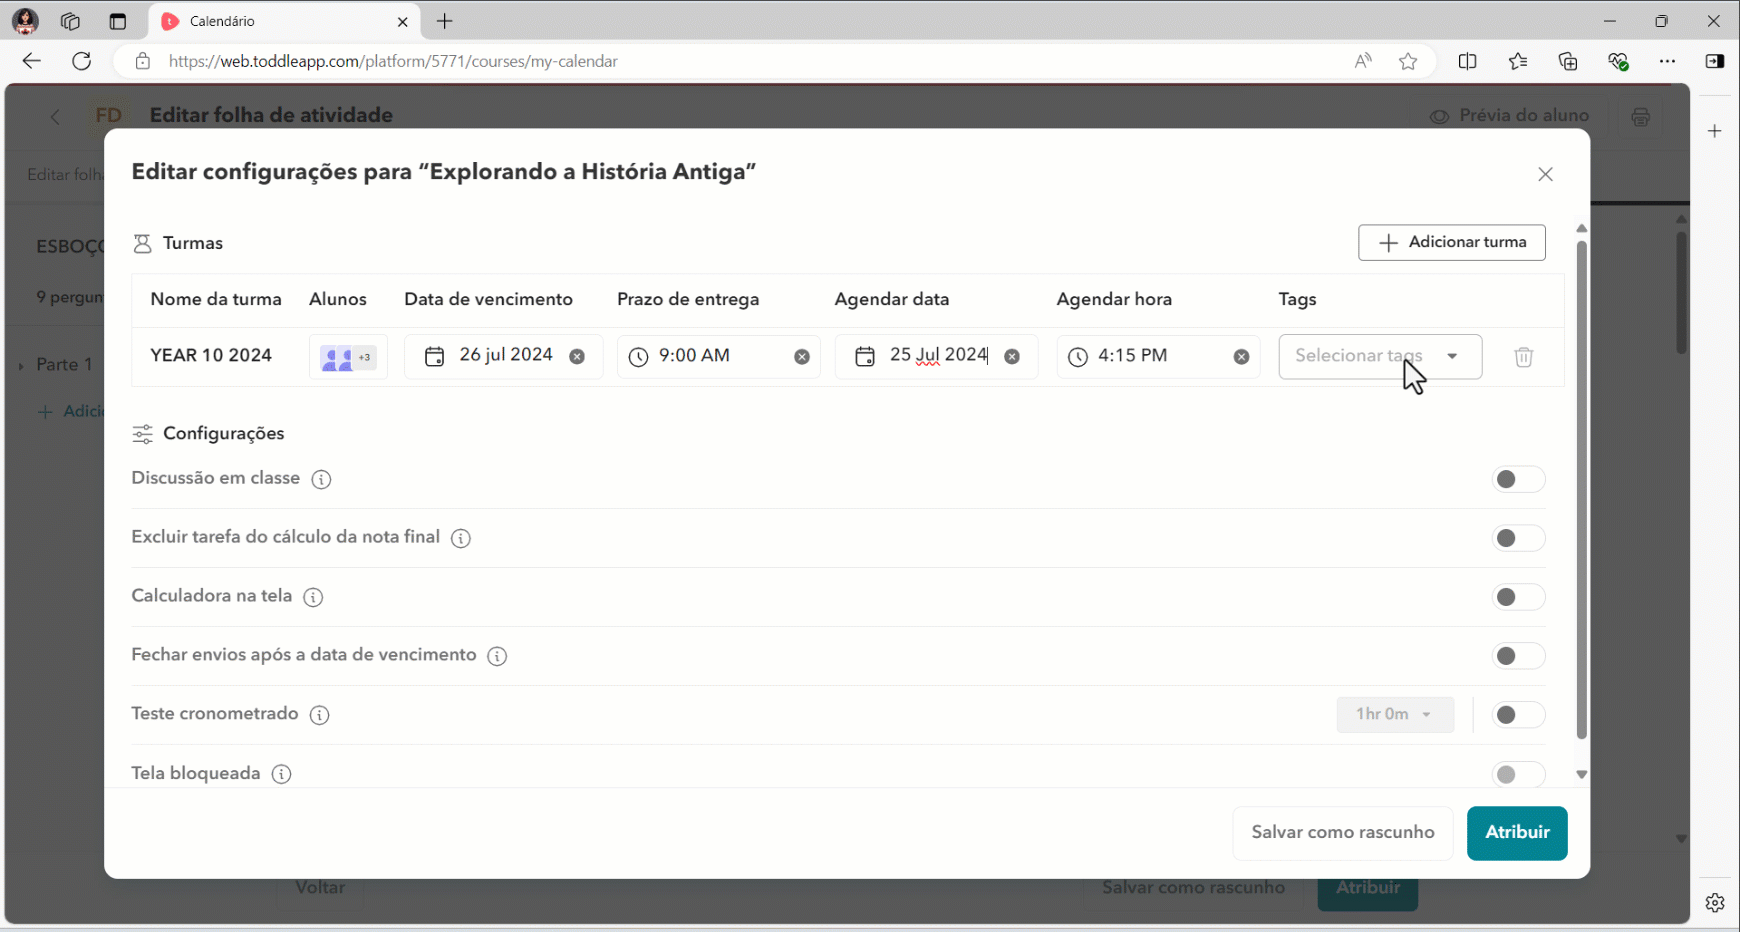 Calendário
https://web.toddleapp.com/platform/5771/courses/my-calendar
FD Editar folha de atividade
Prévia do aluno
Editar folh
Editar configurações para “Explorando a História Antiga”
ESBOÇO
Turmas
Adicionar turma
9 pergun
Nome da turma Alunos Data de vencimento Prazo de entrega Agendar data Agendar hora Tags
YEAR 10 2024 +3 26 jul 2024 9:00 AM 25 Jul 2024 4:15 PM Selecionar tags
Parte 1
+ Adici
Configurações
Discussão em classe
Excluir tarefa do cálculo da nota final
Calculadora na tela
Fechar envios após a data de vencimento
Teste cronometrado
1hr 0m
Tela bloqueada
Salvar como rascunho
Atribuir
Voltar
Salvar como rascunho
Atribuir